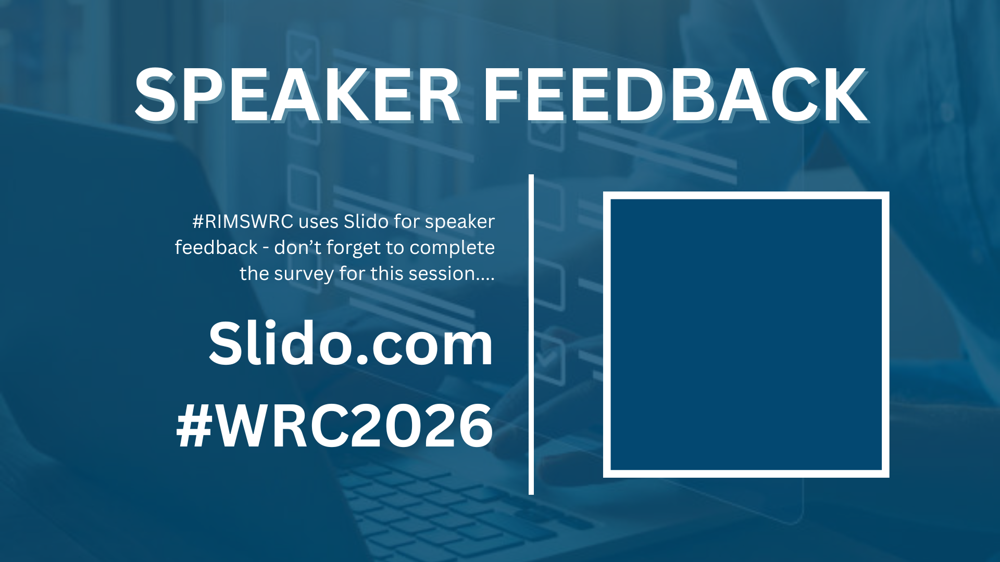 SPEAKER FEEDBACK
#RIMSWRC uses Slido for speaker
feedback - don’t forget to complete
the survey for this session....
Slido.com
#WRC2026